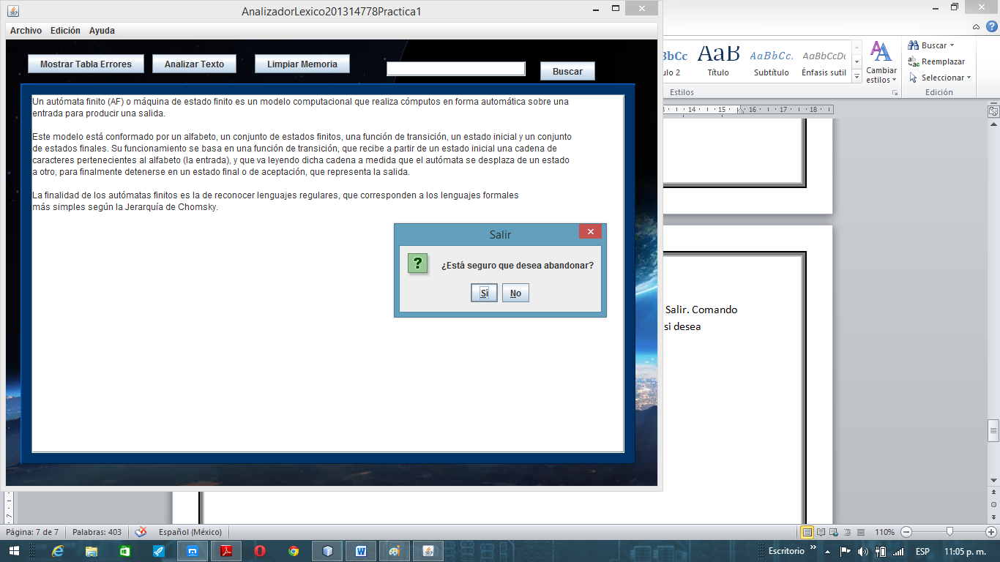 AnalizadorLexico201314778Practica1
Archivo Edición Ayuda
Mostrar Tabla Errores Analizar Texto Limpiar Memoria Buscar
Un autómata finito (AF) o máquina de estado finito es un modelo computacional que realiza cómputos en forma automática sobre una
entrada para producir una salida.
Este modelo está conformado por un alfabeto, un conjunto de estados finitos, una función de transición, un estado inicial y un conjunto
de estados finales. Su funcionamiento se basa en una función de transición, que recibe a partir de un estado inicial una cadena de
caracteres pertenecientes al alfabeto (la entrada), y que va leyendo dicha cadena a medida que el autómata se desplaza de un estado
a otro, para finalmente detenerse en un estado final o de aceptación, que representa la salida.
La finalidad de los autómatas finitos es la de reconocer lenguajes regulares, que corresponden a los lenguajes formales
más simples según la Jerarquía de Chomsky.
Salir
¿Está seguro que desea abandonar?
Sí No
AaB AaBbCc. AaBbCcDc
Título Subtítulo Énfasis sutil
Cambiar
estilos
Buscar
Reemplazar
Seleccionar
Estilos Edición
14 15 16 17 18
Salir. Comando
si desea
Página: 7 de 7 Palabras: 403 Español (México) 110%
Escritorio ESP 11:05 p. m.